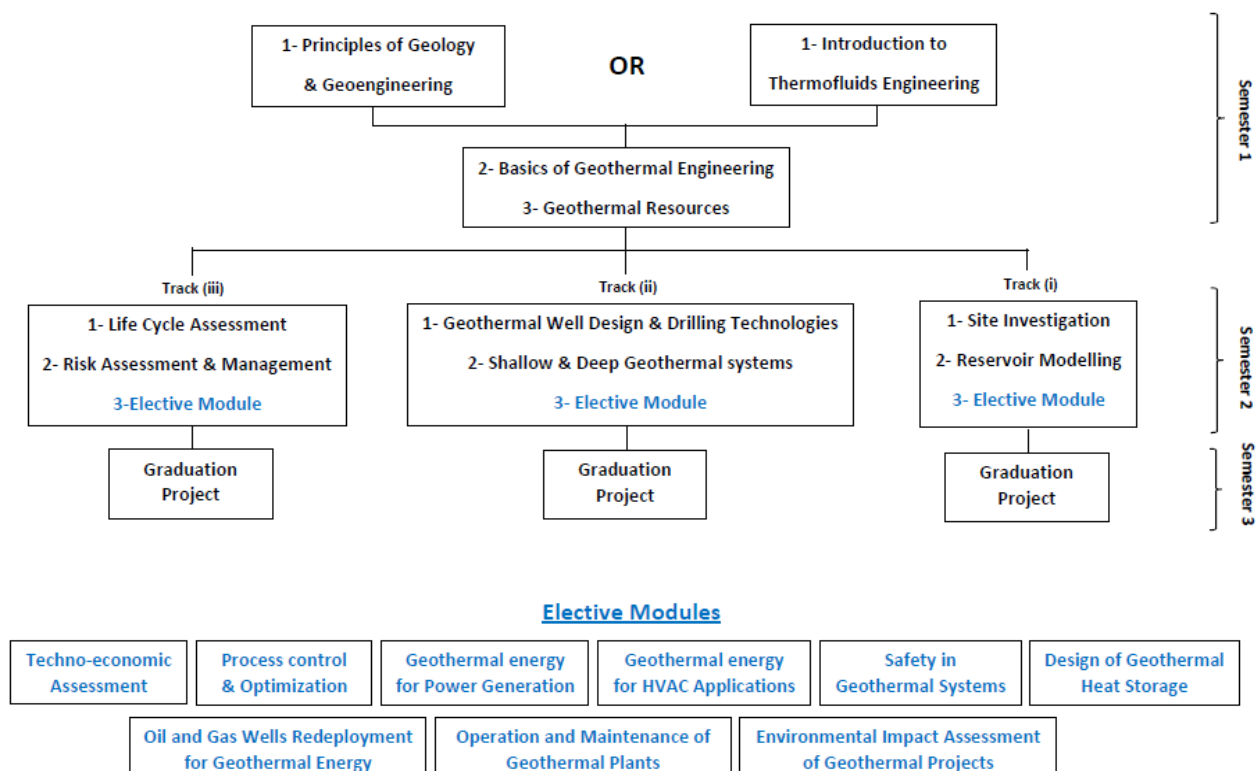 1- Principles of Geology
& Geoengineering
OR
1- Introduction to
Thermofluids Engineering
Semester 1
2- Basics of Geothermal Engineering
3- Geothermal Resources
Track (iii)
1- Life Cycle Assessment
2- Risk Assessment & Management
3-Elective Module
Track (ii)
1- Geothermal Well Design & Drilling Technologies
2- Shallow & Deep Geothermal systems
3- Elective Module
Track (i)
1- Site Investigation
2- Reservoir Modelling
3- Elective Module
Semester 2
Graduation
Project
Graduation
Project
Graduation
Project
Semester 3
Elective Modules
Techno-economic
Assessment
Process control
& Optimization
Geothermal energy
for Power Generation
Geothermal energy
for HVAC Applications
Safety in
Geothermal Systems
Design of Geothermal
Heat Storage
Oil and Gas Wells Redeployment
for Geothermal Energy
Operation and Maintenance of
Geothermal Plants
Environmental Impact Assessment
of Geothermal Projects